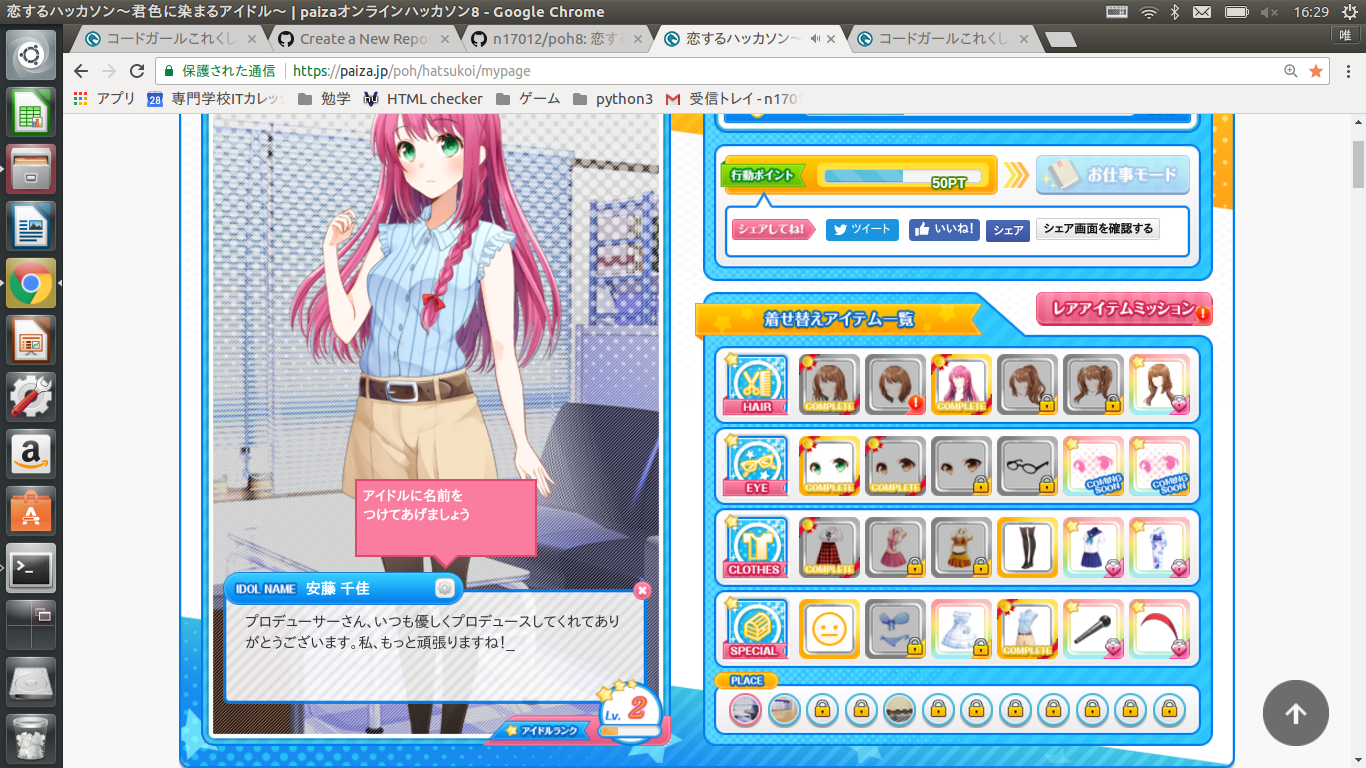 恋するハッカソン～君色に染まるアイドル～ | paizaオンラインハッカソン8 - Google Chrome
16:29
コードガールこれくし
Create a New Repo
n17012/poh8: 恋する
恋するハッカソン～
コードガールこれくし
唯
保護された通信
https://paiza.jp/poh/hatsukoi/mypage
アプリ
28
専門学校ITカレッ
勉学
HTML checker
ゲーム
python3
受信トレイ - n1701
行動ポイント
50PT
お仕事モード
シェアしてね!
ツイート
いいね!
シェア
シェア画面を確認する
着せ替えアイテム一覧
レアアイテムミッション
HAIR
COMPLETE
COMPLETE
EYE
COMPLETE
COMPLETE
COMING SOON
COMING SOON
CLOTHES
COMPLETE
SPECIAL
COMPLETE
PLACE
アイドルに名前を
つけてあげましょう
IDOL NAME 安藤 千佳
プロデューサーさん、いつも優しくプロデュースしてくれてあり
がとうございます。私、もっと頑張りますね!_
Lv. 2
アイドルランク